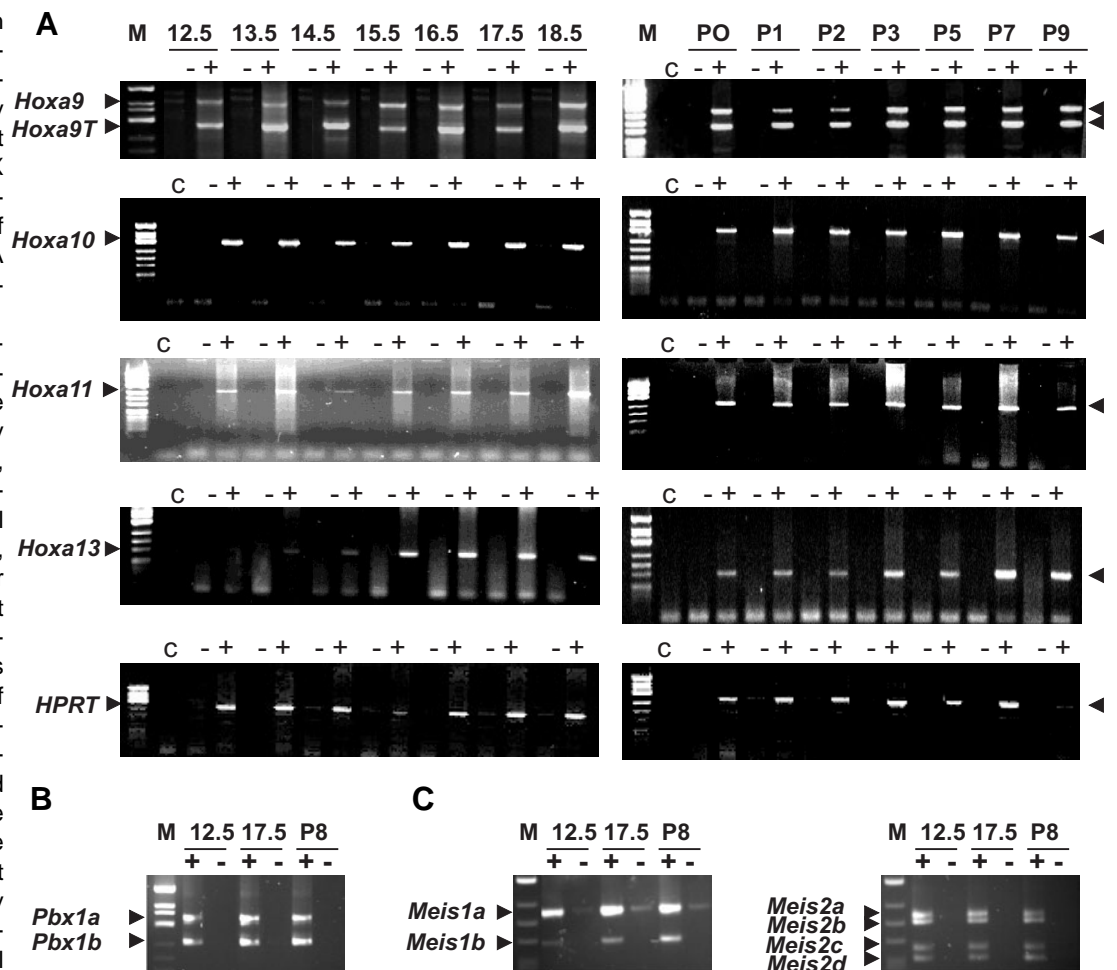 A
M 12.5 13.5 14.5 15.5 16.5 17.5 18.5 M PO P1 P2 P3 P5 P7 P9
- + - + - + - + - + - + - + C - + - + - + - + - + - + - +
Hoxa9
Hoxa9T
C - + - + - + - + - + - + - + C - + - + - + - + - + - + - +
Hoxa10
C - + - + - + - + - + - + - + C - + - + - + - + - + - + - +
Hoxa11
C - + - + - + - + - + - + - + C - + - + - + - + - + - + - +
Hoxa13
C - + - + - + - + - + - + - + C - + - + - + - + - + - + - +
HPRT
B
M 12.5 17.5 P8
+ - + - + -
Pbx1a
Pbx1b
C
M 12.5 17.5 P8
+ - + - + -
Meis1a
Meis1b
M 12.5 17.5 P8
+ - + - + -
Meis2a
Meis2b
Meis2c
Meis2d